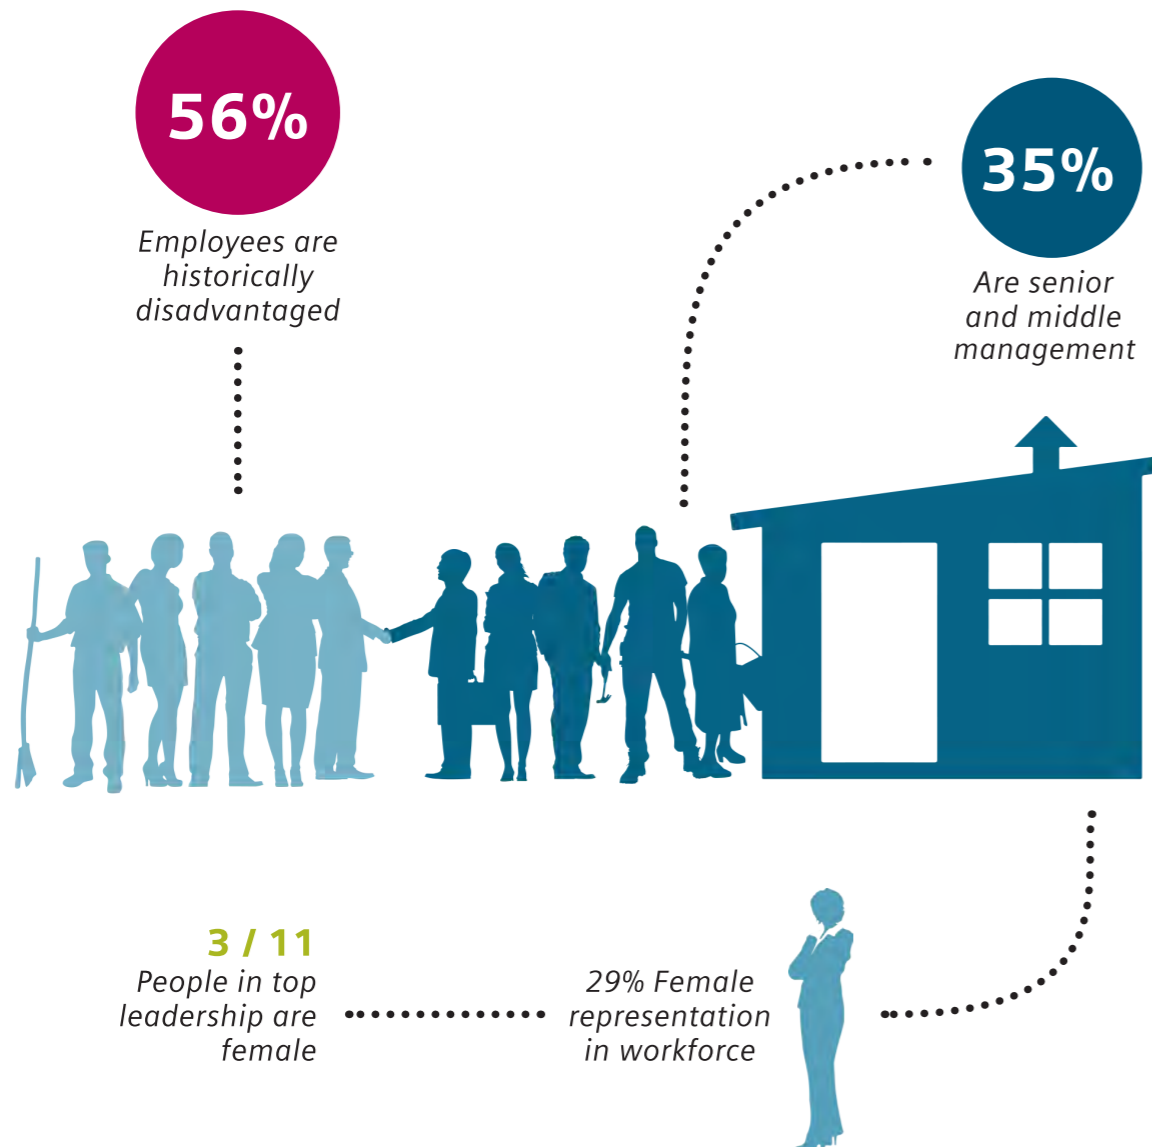 56%
Employees are
historically
disadvantaged
35%
Are senior
and middle
management
3 / 11
People in top
leadership are
female
29% Female
representation
in workforce